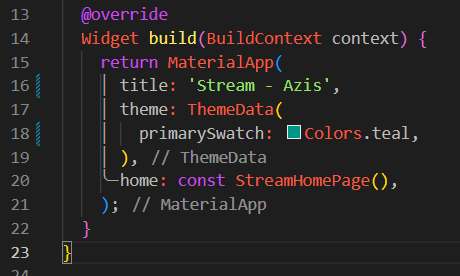 13 @override
14 Widget build(BuildContext context) {
15 return MaterialApp(
16 title: 'Stream - Azis',
17 theme: ThemeData(
18 primarySwatch: Colors.teal,
19 ), // ThemeData
20 home: const StreamHomePage(),
21 ); // MaterialApp
22 }
23 }
24